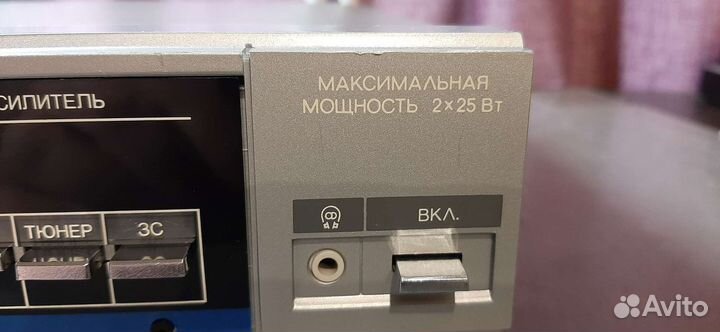 СИЛИТЕЛЬ
МАКСИМАЛЬНАЯ
МОЩНОСТЬ 2×25 Вт
ТЮНЕР
ЗС
ВКЛ.
Avito